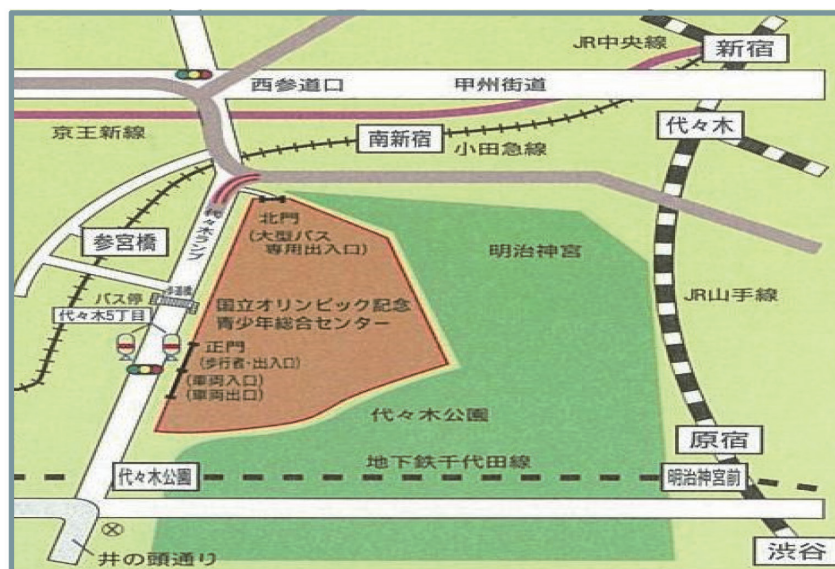 JR中央線
新宿
西参道口
甲州街道
京王新線
南新宿
小田急線
代々木
代々木ランプ
北門
(大型バス
専用出入口)
明治神宮
参宮橋
歩道橋
バス停
代々木5丁目
国立オリンピック記念
青少年総合センター
JR山手線
正門
(歩行者・出入口)
(車両入口)
(車両出口)
代々木公園
原宿
地下鉄千代田線
代々木公園
明治神宮前
井の頭通り
渋谷